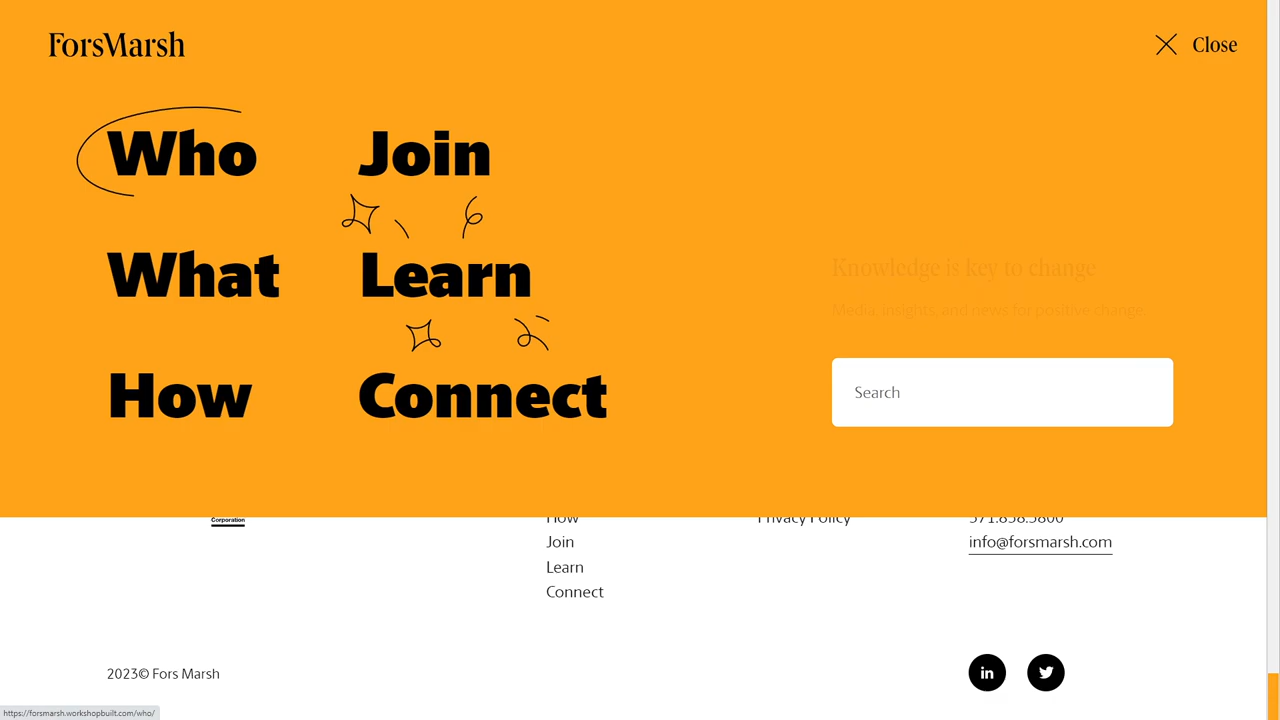 ForsMarsh
Close
Who
Join
What
Learn
Knowledge is key to change
Media, insights, and news for positive change
How
Connect
Search
Corporation
How
Privacy Policy
571.858.3800
Join
info@forsmarsh.com
Learn
Connect
2023© Fors Marsh
in
https://forsmarsh.workshopbuilt.com/who/